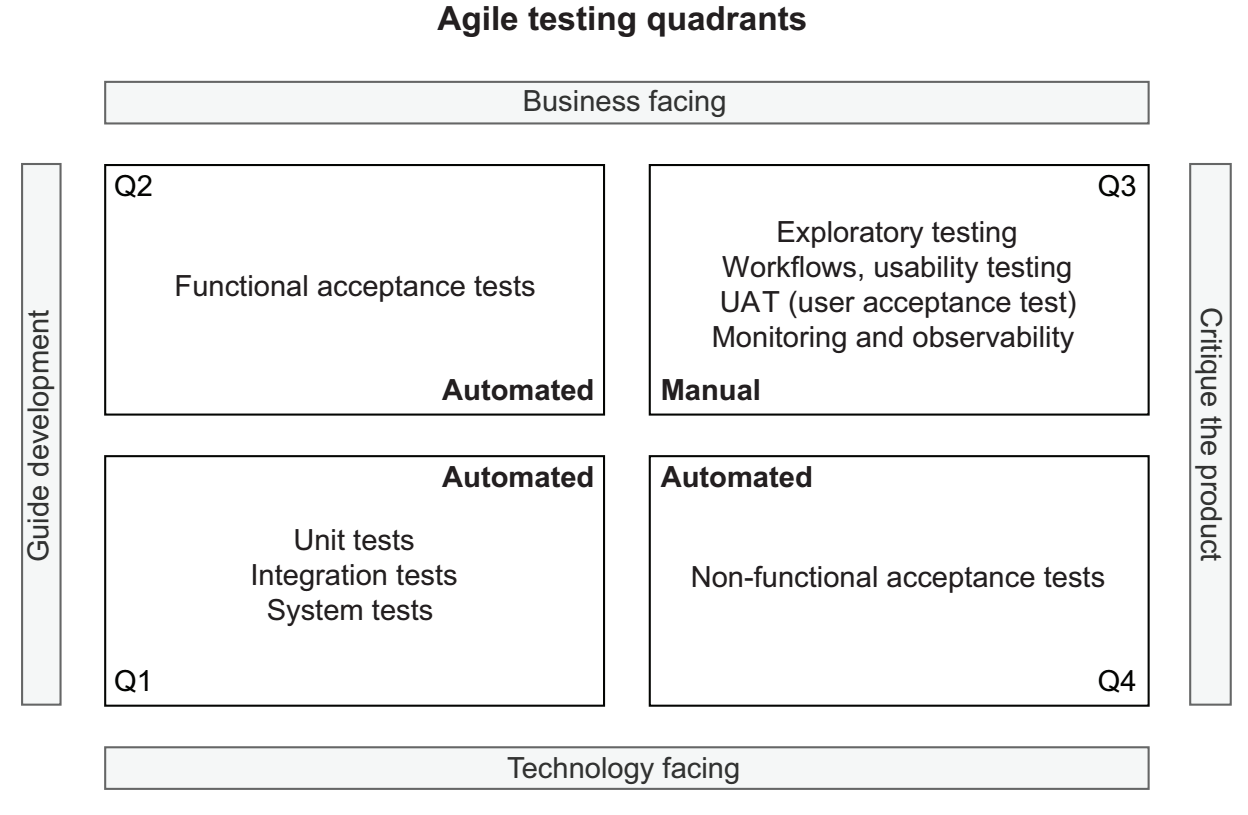 Agile testing quadrants
Business facing
Guide development
Q2
Functional acceptance tests
Automated
Q3
Exploratory testing
Workflows, usability testing
UAT (user acceptance test)
Monitoring and observability
Manual
Critique the product
Automated
Unit tests
Integration tests
System tests
Q1
Automated
Non-functional acceptance tests
Q4
Technology facing